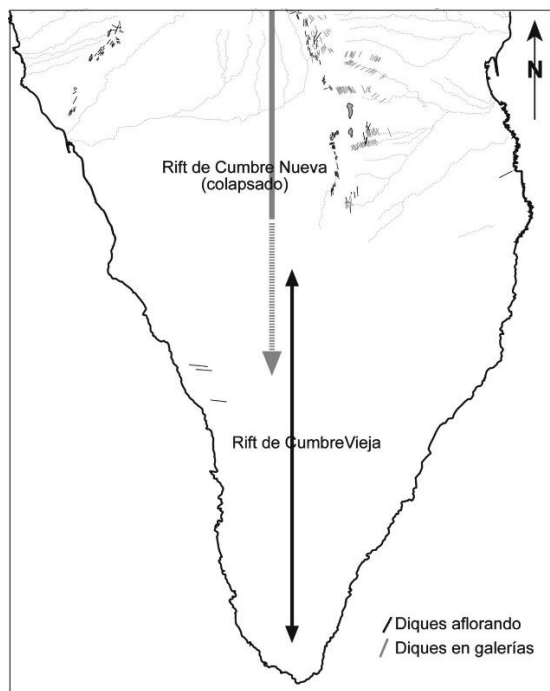 N
Rift de Cumbre Nueva
(colapsado)
Rift de CumbreVieja
Diques aflorando
Diques en galerías